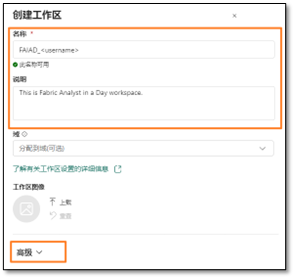 创建工作区
名称 *
FAIAD_<username>
此名称可用
说明
This is Fabric Analyst in a Day workspace.
域
分配到域(可选)
了解有关工作区设置的详细信息
工作区图像
上载
重置
高级